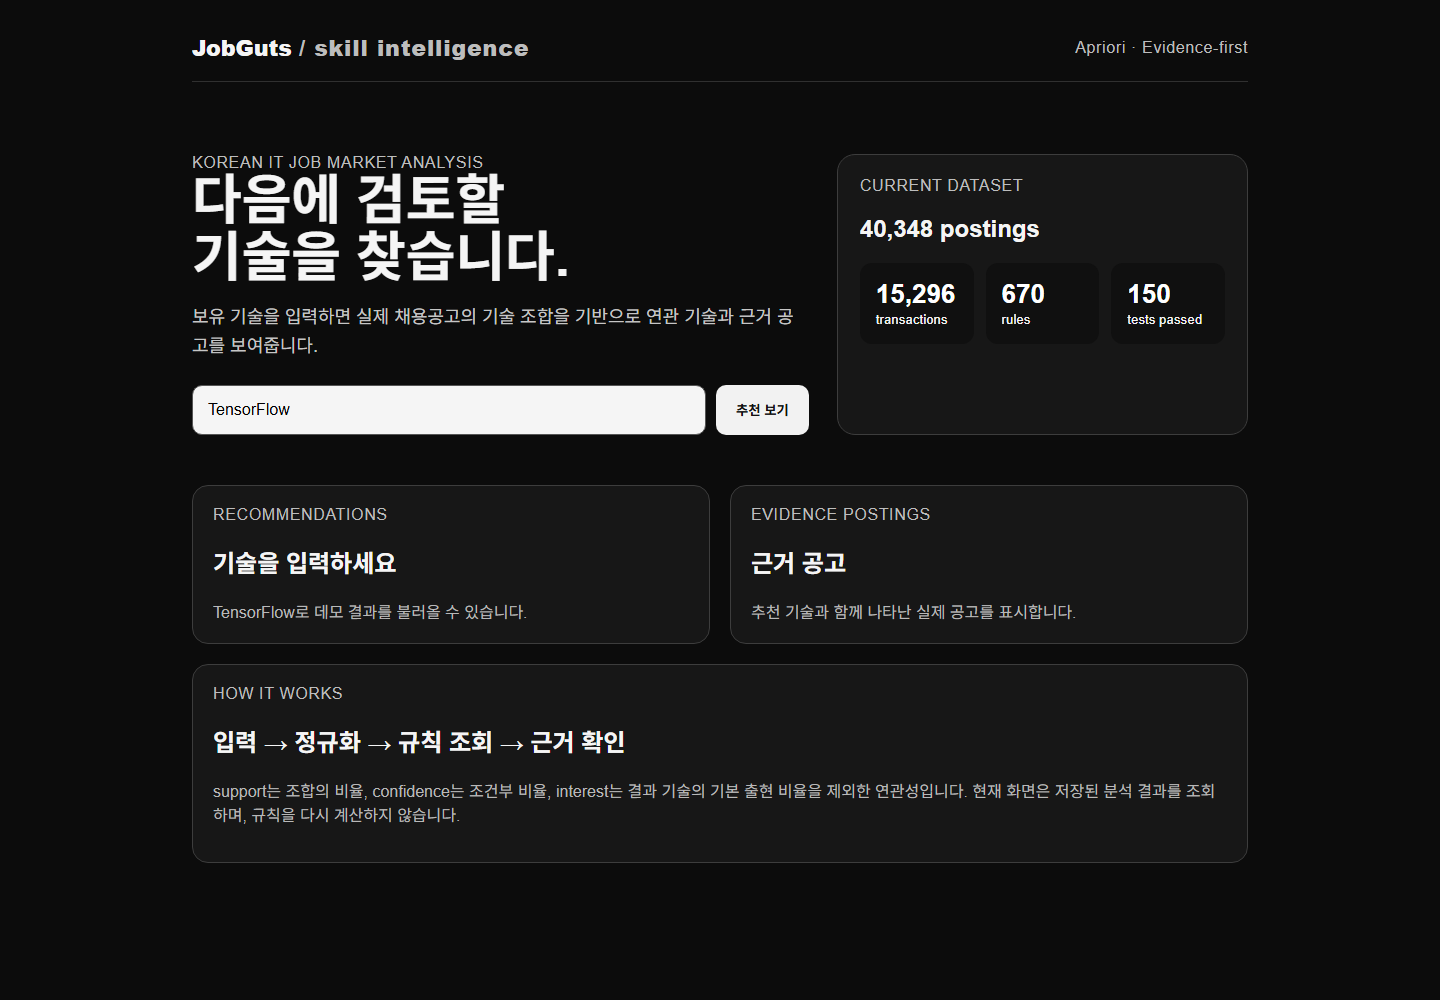 JobGuts / skill intelligence
Apriori · Evidence-first
KOREAN IT JOB MARKET ANALYSIS
다음에 검토할
기술을 찾습니다.
보유 기술을 입력하면 실제 채용공고의 기술 조합을 기반으로 연관 기술과 근거 공
고를 보여줍니다.
TensorFlow
추천 보기
CURRENT DATASET
40,348 postings
15,296
transactions
670
rules
150
tests passed
RECOMMENDATIONS
기술을 입력하세요
TensorFlow로 데모 결과를 불러올 수 있습니다.
EVIDENCE POSTINGS
근거 공고
추천 기술과 함께 나타난 실제 공고를 표시합니다.
HOW IT WORKS
입력 → 정규화 → 규칙 조회 → 근거 확인
support는 조합의 비율, confidence는 조건부 비율, interest는 결과 기술의 기본 출현 비율을 제외한 연관성입니다. 현재 화면은 저장된 분석 결과를 조회
하며, 규칙을 다시 계산하지 않습니다.